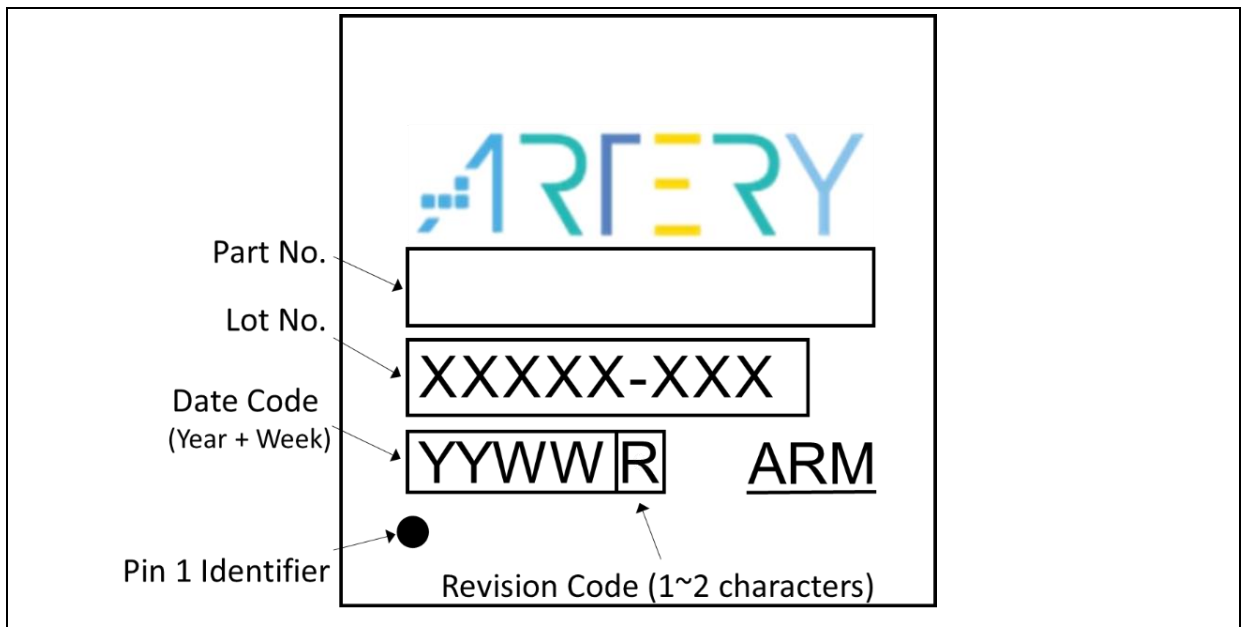 ARTERY
Part No.
Lot No.
XXXXX-XXX
Date Code
(Year + Week)
YYWW R ARM
Pin 1 Identifier
Revision Code (1~2 characters)